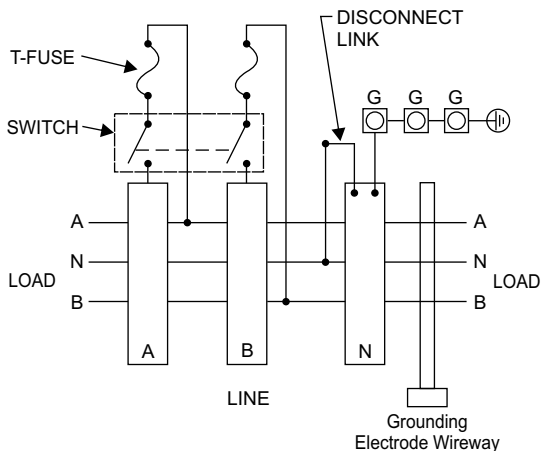 DISCONNECT
LINK
T-FUSE
G G G
SWITCH
A A
N N
LOAD LOAD
B B
A B N
LINE
Grounding
Electrode Wireway